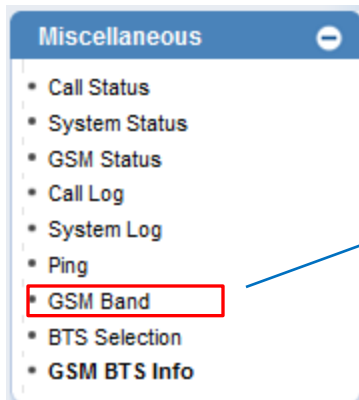 Miscellaneous
Call Status
System Status
GSM Status
Call Log
System Log
Ping
GSM Band
BTS Selection
GSM BTS Info